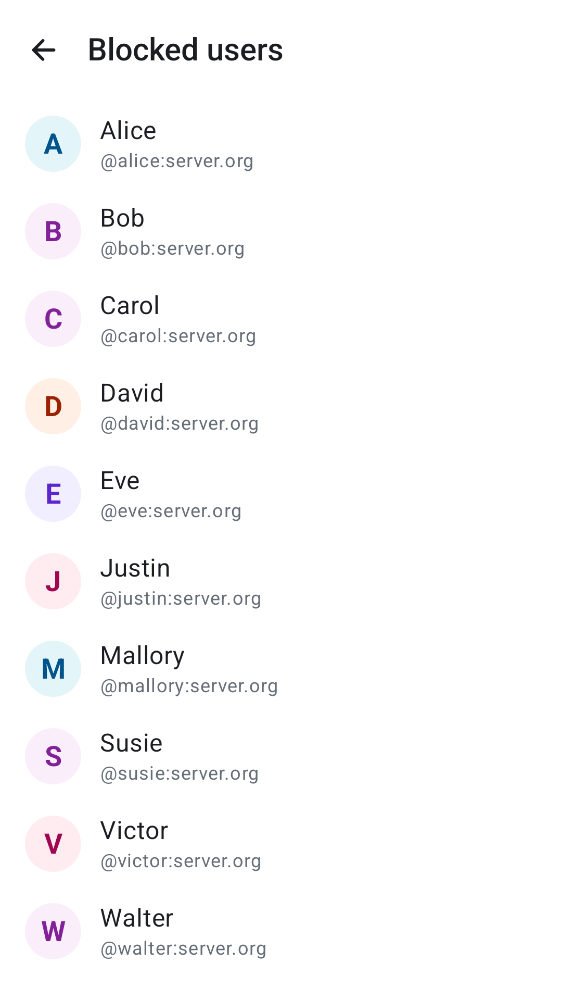 Blocked users
A
Alice
@alice:server.org
B
Bob
@bob:server.org
C
Carol
@carol:server.org
D
David
@david:server.org
E
Eve
@eve:server.org
J
Justin
@justin:server.org
M
Mallory
@mallory:server.org
S
Susie
@susie:server.org
V
Victor
@victor:server.org
W
Walter
@walter:server.org